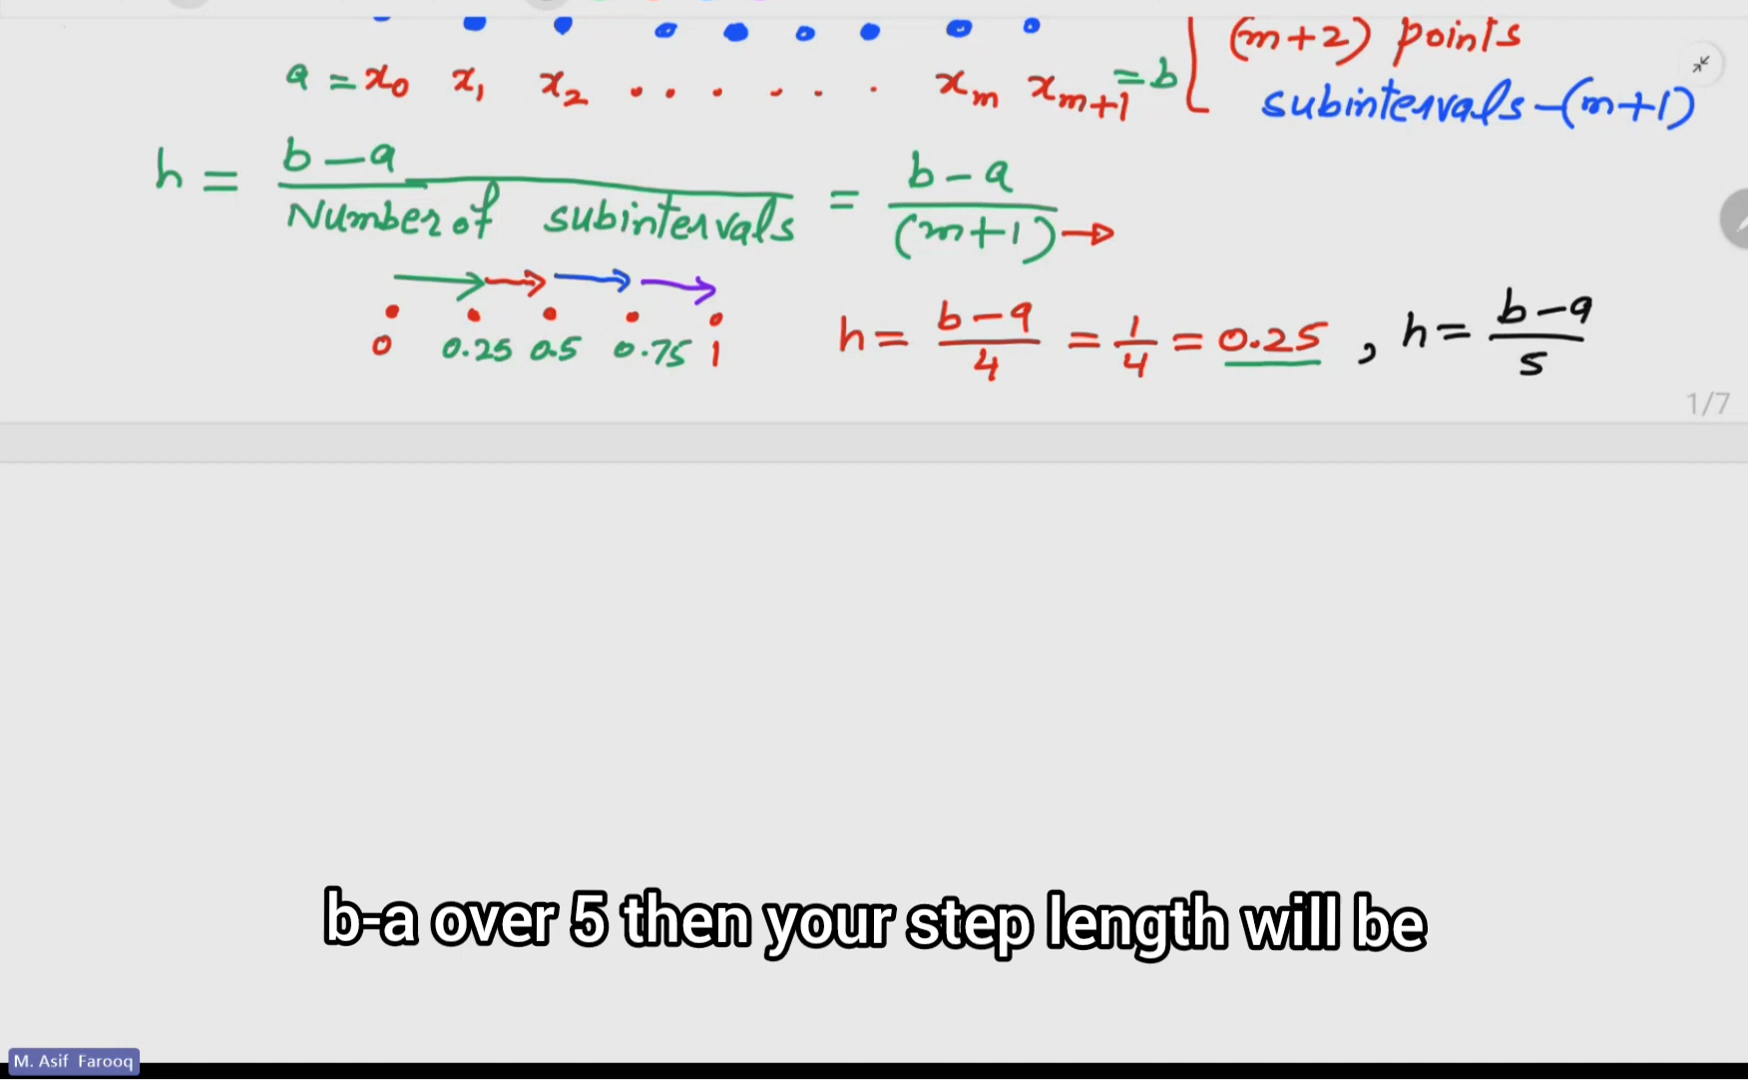 (m+2) points
a = x0 x1 x2 . . . . . . . xm xm+1 = b
subintervals-(m+1)
h = b-a / Number of subintervals = b-a / (m+1) →
0 0.25 0.5 0.75 1
h = b-a / 4 = 1/4 = 0.25 , h = b-a / 5
1/7
b-a over 5 then your step length will be
M. Asif Farooq